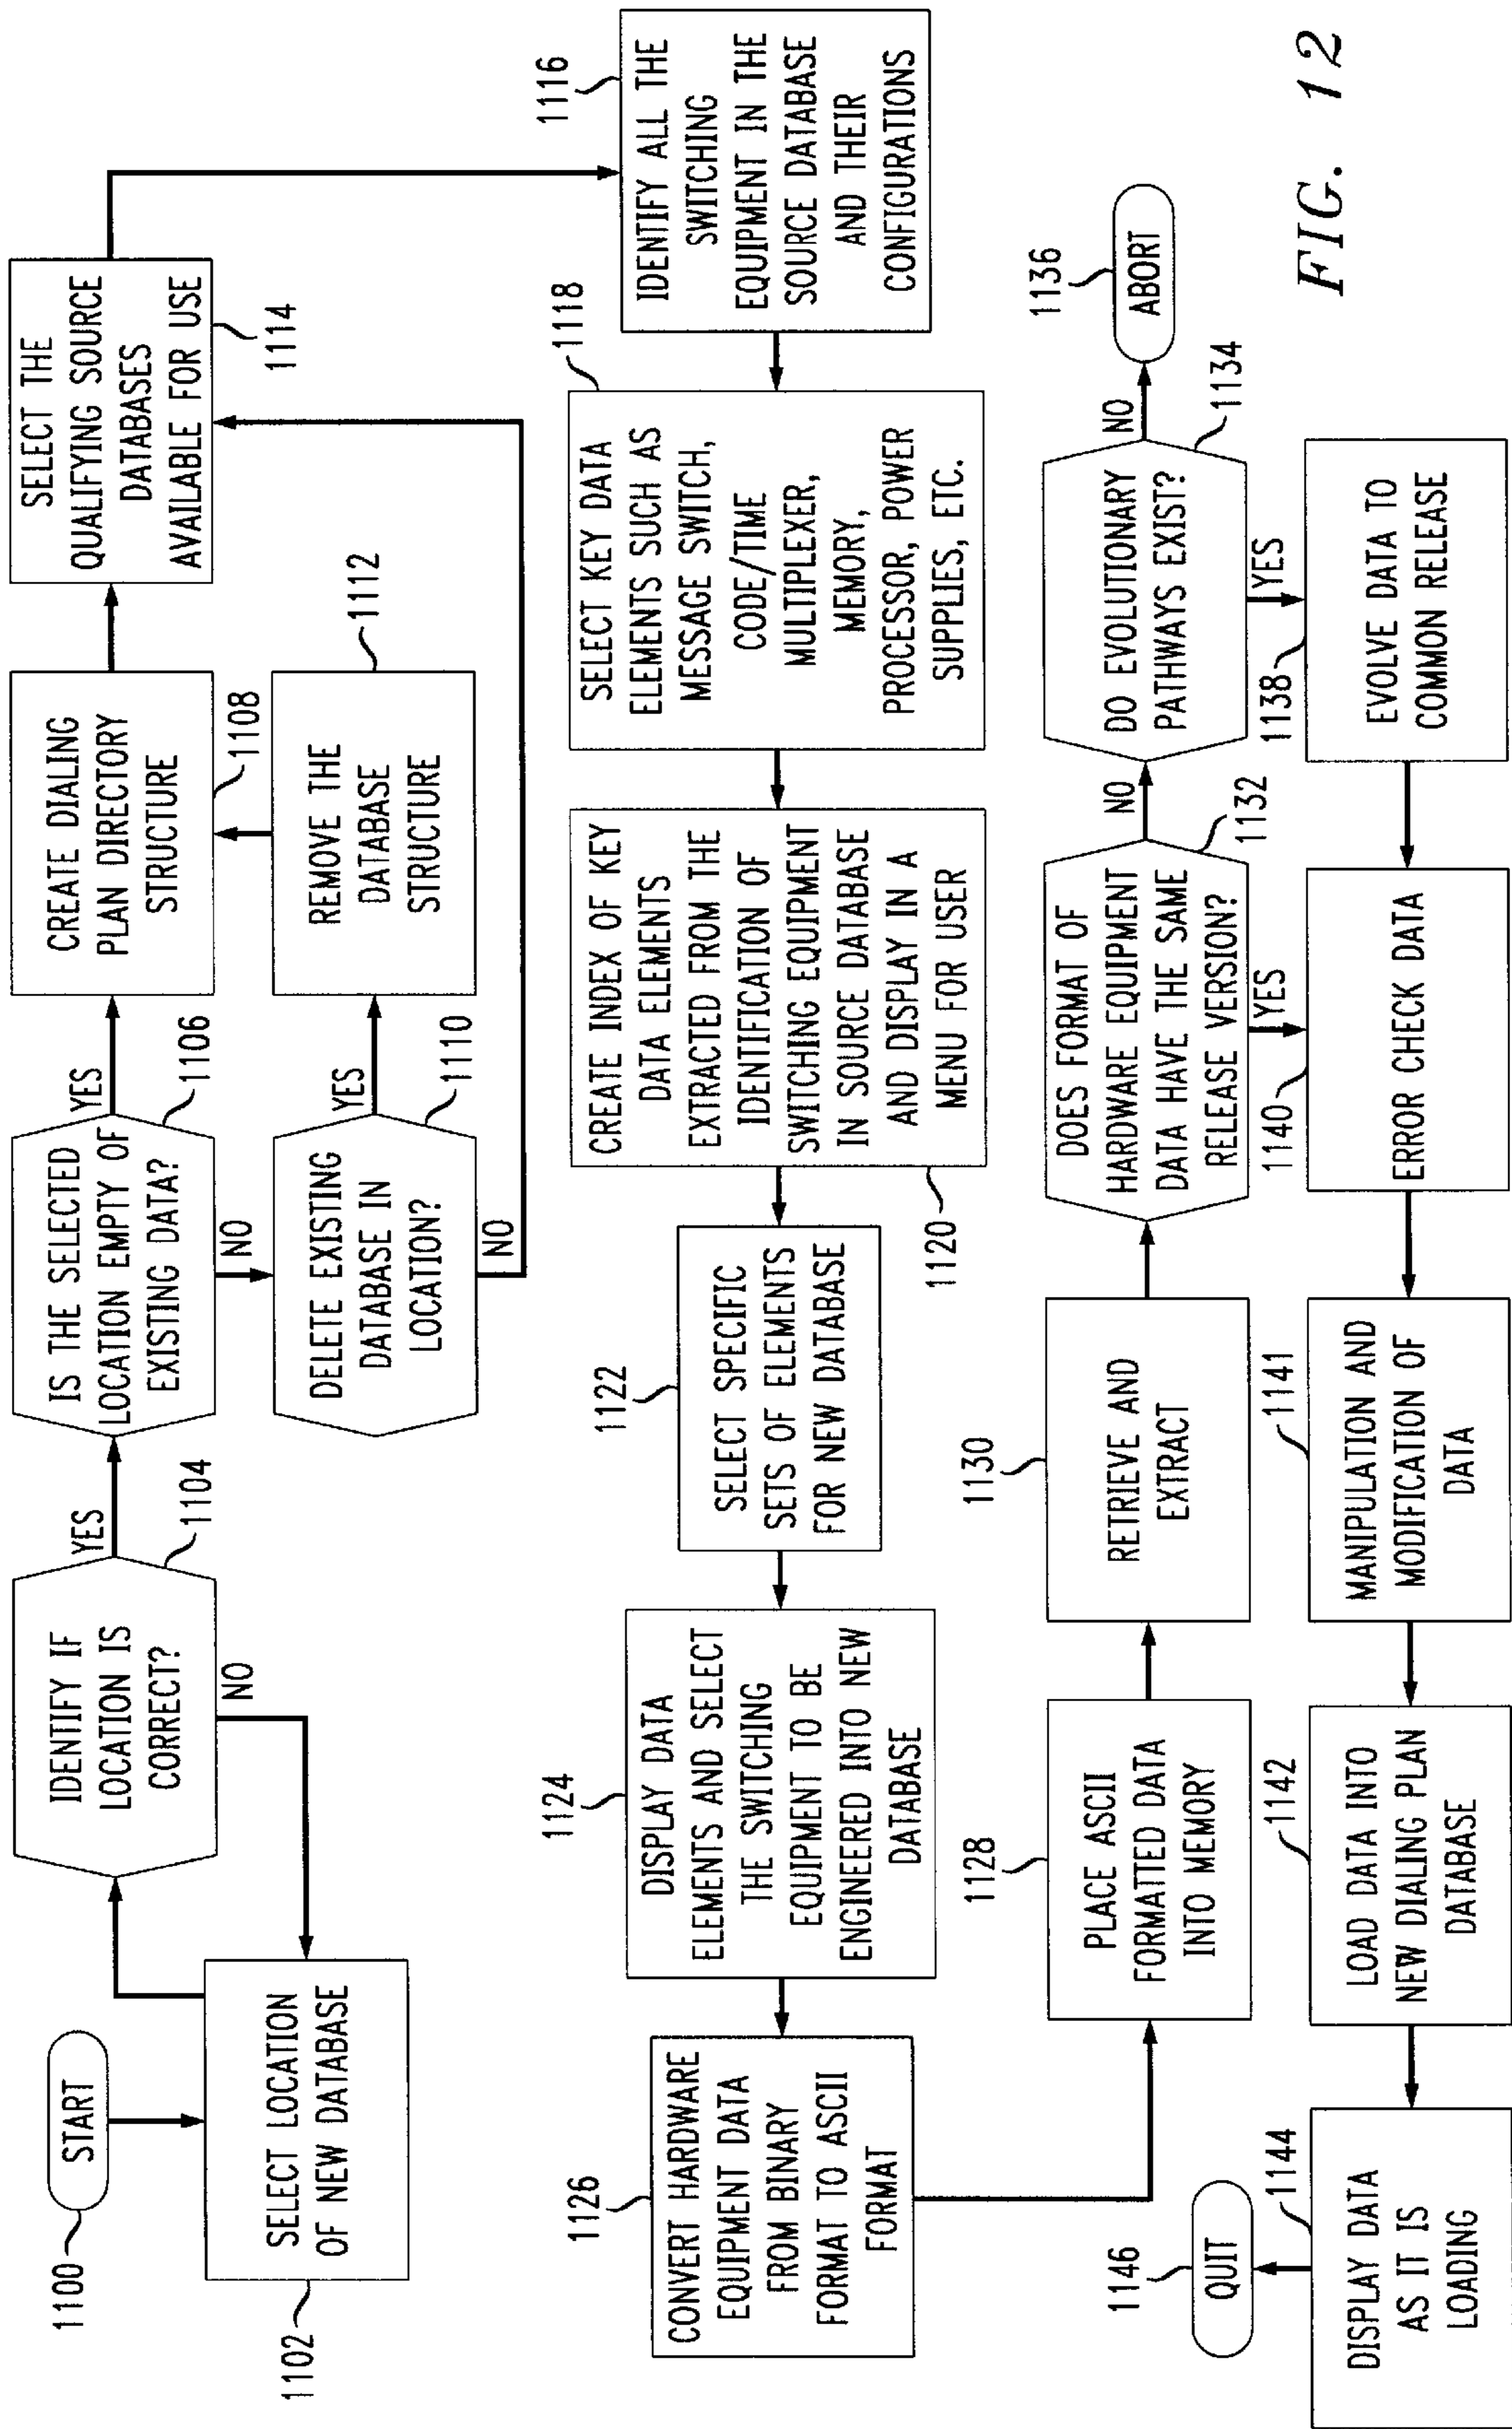 1100
START
1102
SELECT LOCATION
OF NEW DATABASE
IDENTIFY IF
LOCATION IS
CORRECT?
1104
YES
NO
IS THE SELECTED
LOCATION EMPTY OF
EXISTING DATA?
1106
YES
NO
DELETE EXISTING
DATABASE IN
LOCATION?
1110
YES
NO
CREATE DIALING
PLAN DIRECTORY
STRUCTURE
1108
REMOVE THE
DATABASE
STRUCTURE
1112
SELECT THE
QUALIFYING SOURCE
DATABASES
AVAILABLE FOR USE
1114
1116
IDENTIFY ALL THE
SWITCHING
EQUIPMENT IN THE
SOURCE DATABASE
AND THEIR
CONFIGURATIONS
1118
SELECT KEY DATA
ELEMENTS SUCH AS
MESSAGE SWITCH,
CODE/TIME
MULTIPLEXER,
MEMORY,
PROCESSOR, POWER
SUPPLIES, ETC.
CREATE INDEX OF KEY
DATA ELEMENTS
EXTRACTED FROM THE
IDENTIFICATION OF
SWITCHING EQUIPMENT
IN SOURCE DATABASE
AND DISPLAY IN A
MENU FOR USER
1120
1122
SELECT SPECIFIC
SETS OF ELEMENTS
FOR NEW DATABASE
1124
DISPLAY DATA
ELEMENTS AND SELECT
THE SWITCHING
EQUIPMENT TO BE
ENGINEERED INTO NEW
DATABASE
1126
CONVERT HARDWARE
EQUIPMENT DATA
FROM BINARY
FORMAT TO ASCII
FORMAT
1128
PLACE ASCII
FORMATTED DATA
INTO MEMORY
1130
RETRIEVE AND
EXTRACT
DOES FORMAT OF
HARDWARE EQUIPMENT
DATA HAVE THE SAME
RELEASE VERSION?
1132
NO
YES
DO EVOLUTIONARY
PATHWAYS EXIST?
1134
NO
YES
1136
ABORT
1138
EVOLVE DATA TO
COMMON RELEASE
1140
ERROR CHECK DATA
1141
MANIPULATION AND
MODIFICATION OF
DATA
1142
LOAD DATA INTO
NEW DIALING PLAN
DATABASE
1144
DISPLAY DATA
AS IT IS
LOADING
1146
QUIT
FIG. 12